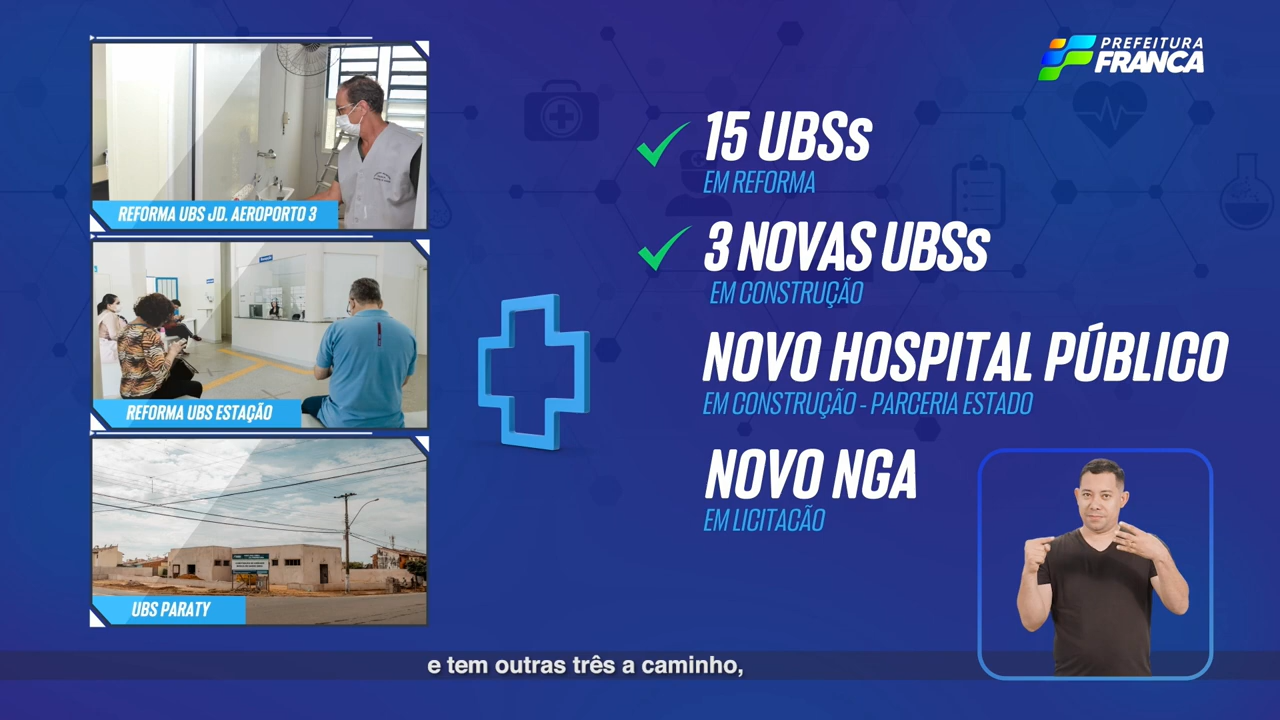 PREFEITURA
FRANCA
REFORMA UBS JD. AEROPORTO 3
REFORMA UBS ESTAÇÃO
UBS PARATY
15 UBSs
EM REFORMA
3 NOVAS UBSs
EM CONSTRUÇÃO
NOVO HOSPITAL PÚBLICO
EM CONSTRUÇÃO - PARCERIA ESTADO
NOVO NGA
EM LICITAÇÃO
e tem outras três a caminho,